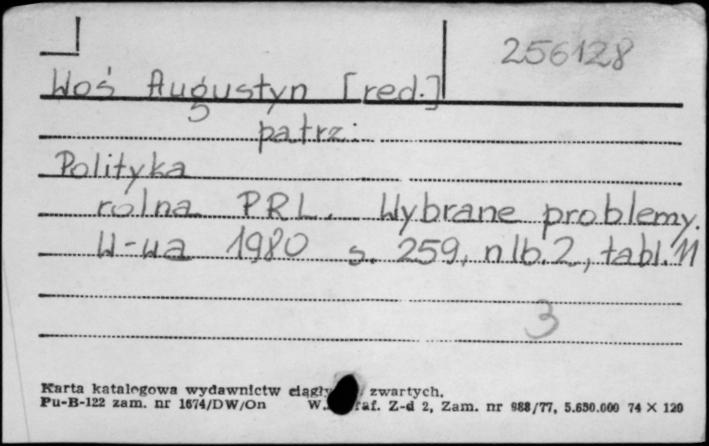 256128
Woś Augustyn [red.]
patrz:
Polityka
rolna PRL. Wybrane problemy.
W-wa 1980 s. 259, nlb. 2, tabl. 11
3
Karta katalogowa wydawnictw zwartych.
Pu-B-122 zam. nr 1674/DW/On Z-d 2, Zam. nr 988/77, 5.650.000 74 × 120